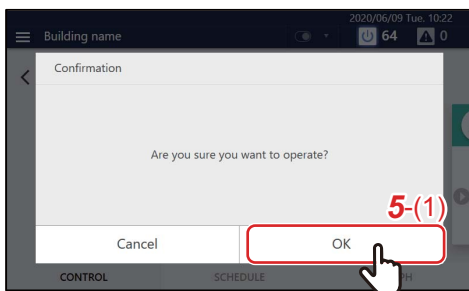 2020/06/09 Tue. 10:22
Building name
64
0
Confirmation
Are you sure you want to operate?
5-(1)
Cancel
OK
CONTROL
SCHEDULE
PH